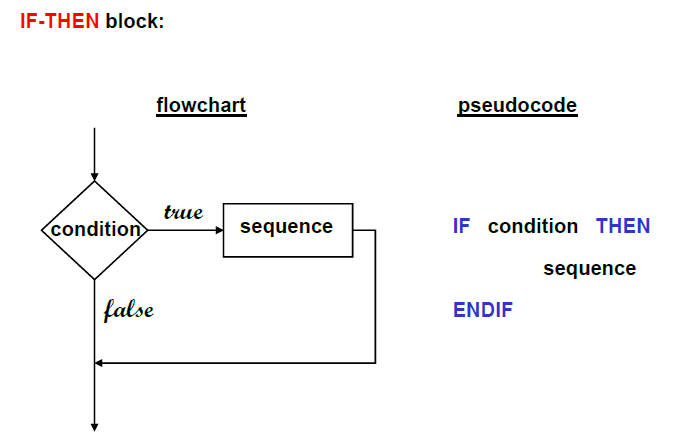 IF-THEN block:
flowchart
pseudocode
condition
true
sequence
false
IF condition THEN
sequence
ENDIF